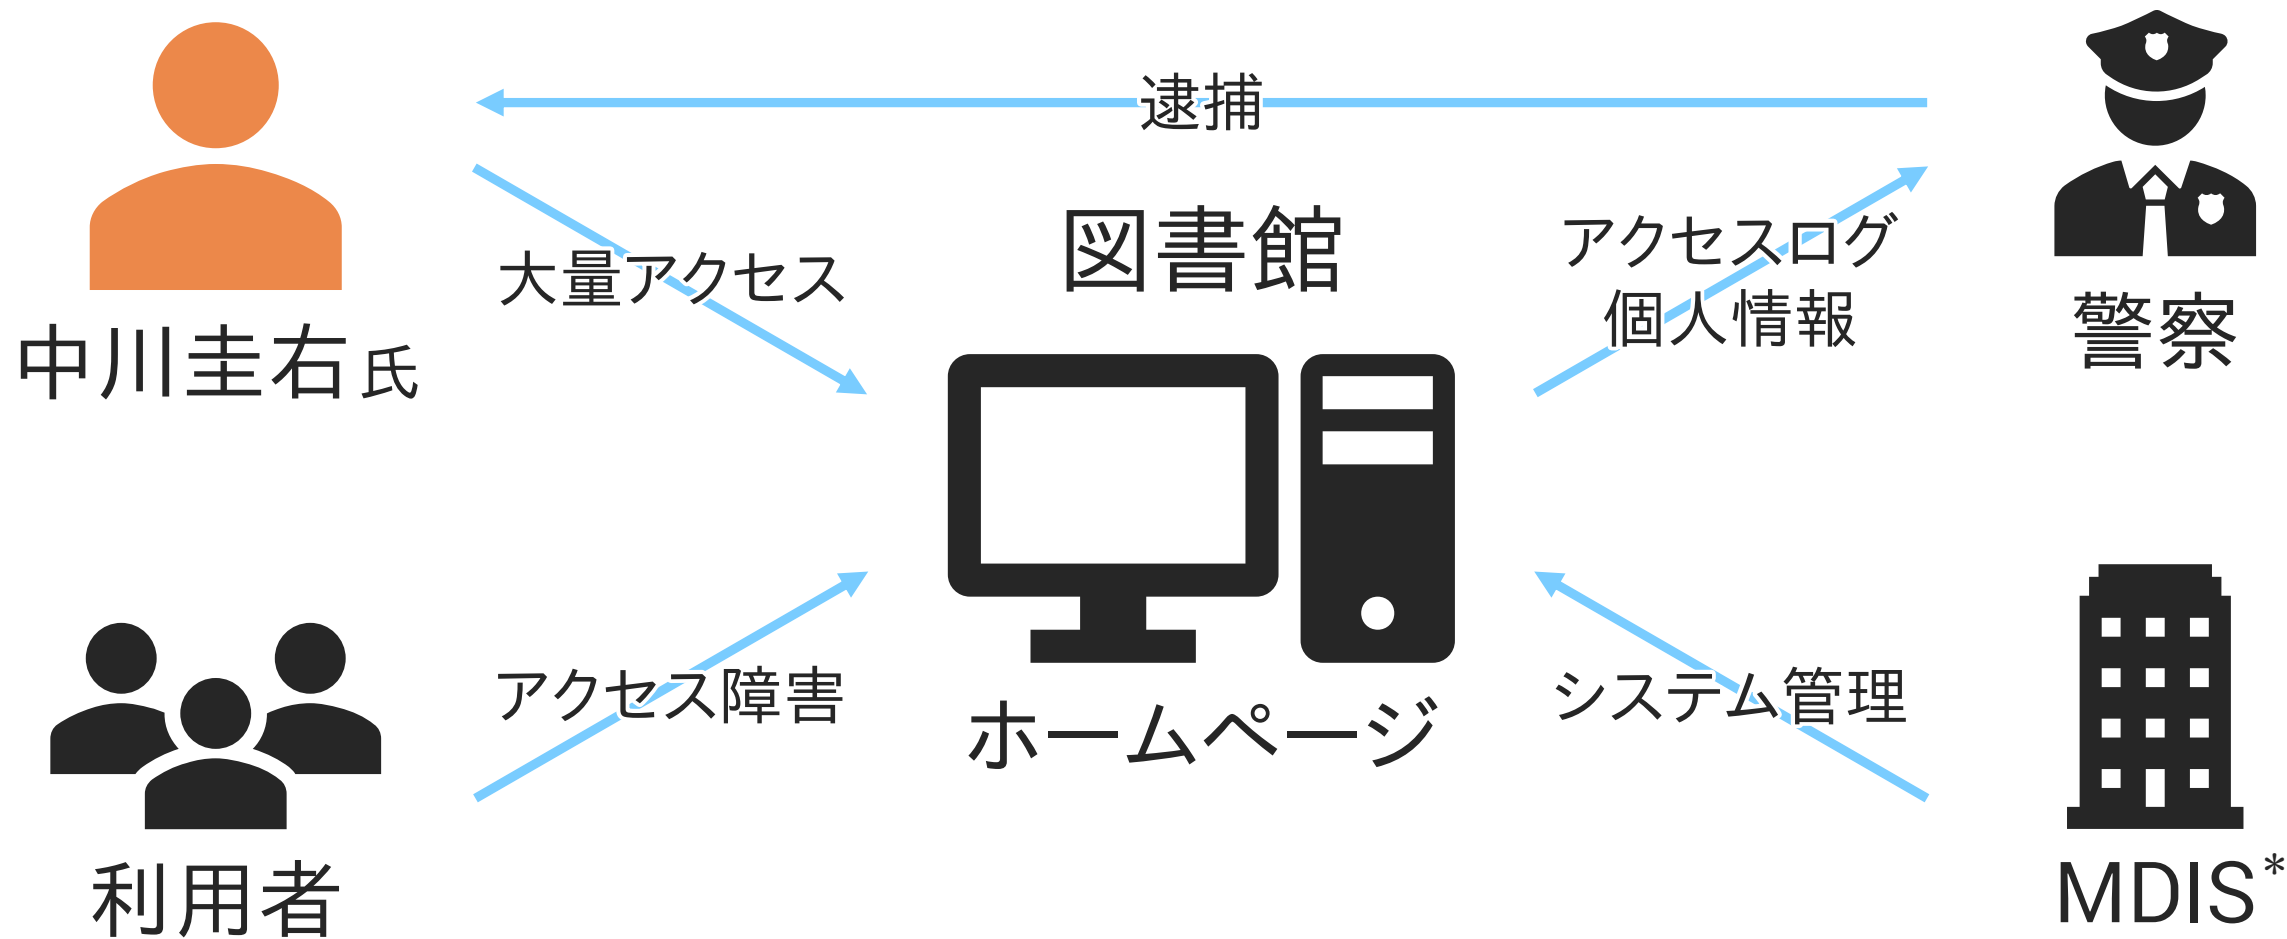 逮捕
図書館
大量アクセス
アクセスログ
個人情報
中川圭右 氏
警察
アクセス障害
システム管理
ホームページ
利用者
MDIS*